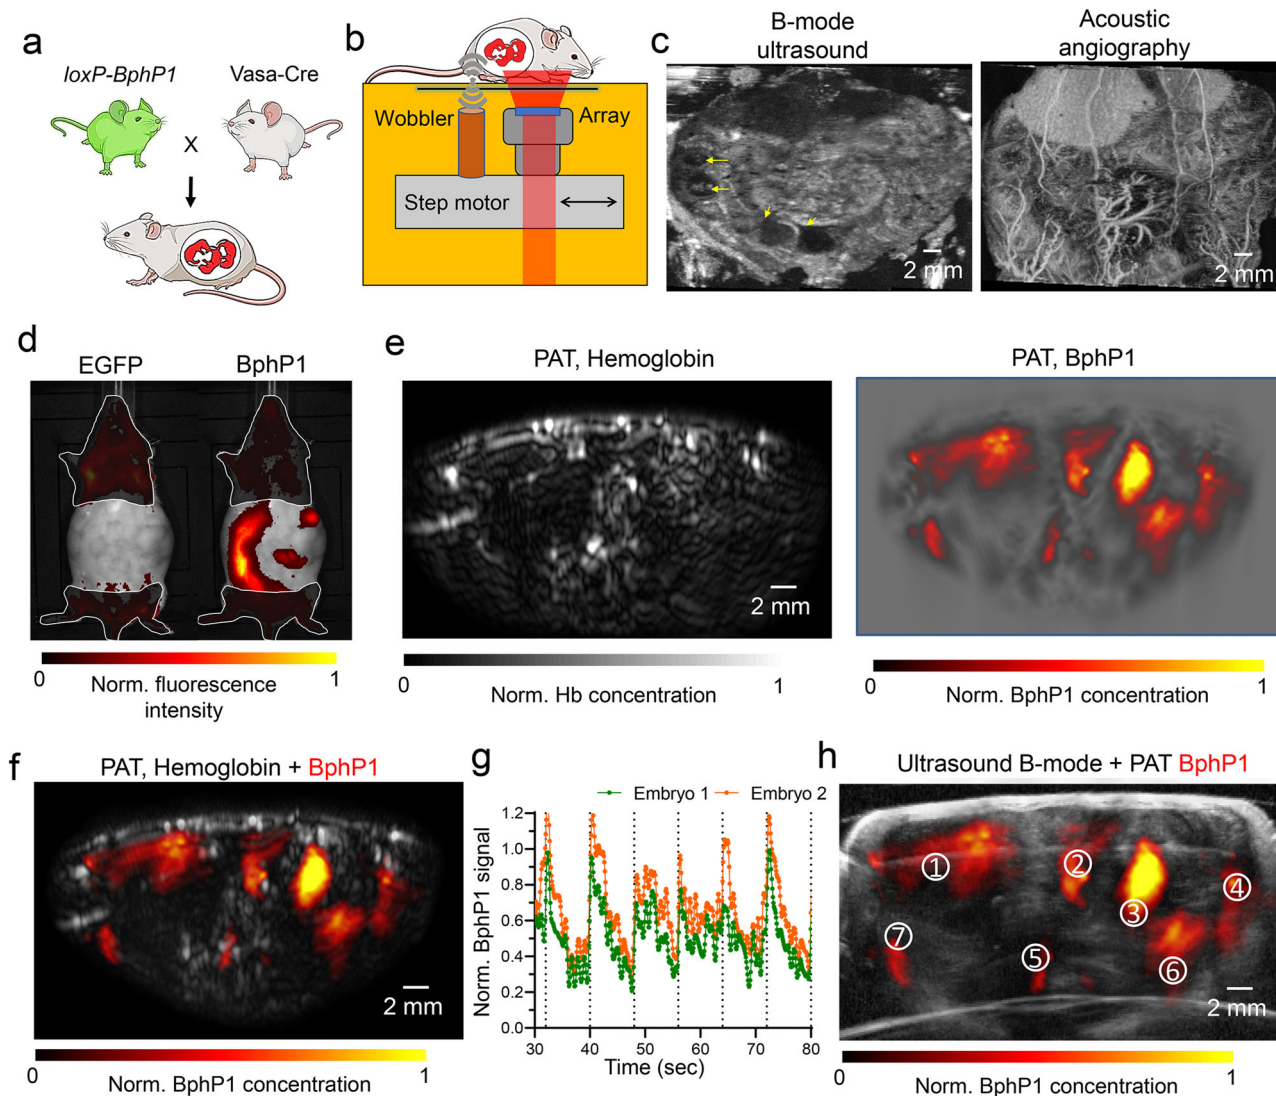 a
loxP-BphP1
Vasa-Cre
X
b
Wobbler
Array
Step motor
c
B-mode
ultrasound
Acoustic
angiography
2 mm
2 mm
d
EGFP
BphP1
0
1
Norm. fluorescence
intensity
e
PAT, Hemoglobin
PAT, BphP1
2 mm
0
1
Norm. Hb concentration
0
1
Norm. BphP1 concentration
f
PAT, Hemoglobin + BphP1
2 mm
0
1
Norm. BphP1 concentration
g
Embryo 1
Embryo 2
Norm. BphP1 signal
1.2
1.0
0.8
0.6
0.4
0.2
0.0
30 40 50 60 70 80
Time (sec)
h
Ultrasound B-mode + PAT BphP1
1
2
3
4
5
6
7
2 mm
0
1
Norm. BphP1 concentration